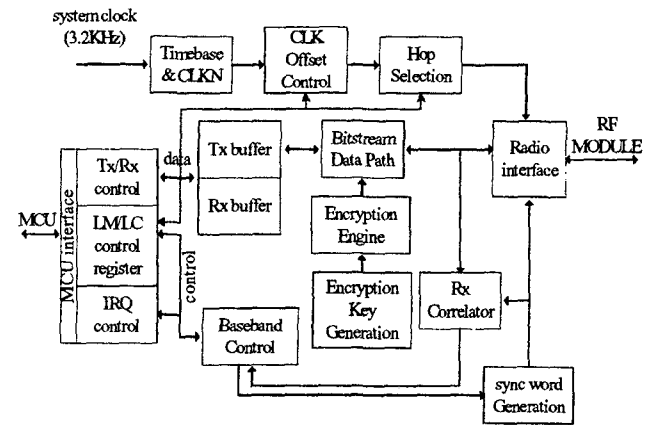 system clock
(3.2KHz)
Timebase
& CLKN
CLK
Offset
Control
Hop
Selection
Radio
interface
RF
MODULE
MCU
MCU interface
Tx/Rx
control
LM/LC
control
register
IRQ
control
data
control
Tx buffer
Rx buffer
Bitstream
Data Path
Encryption
Engine
Encryption
Key
Generation
Rx
Correlator
Baseband
Control
sync word
Generation